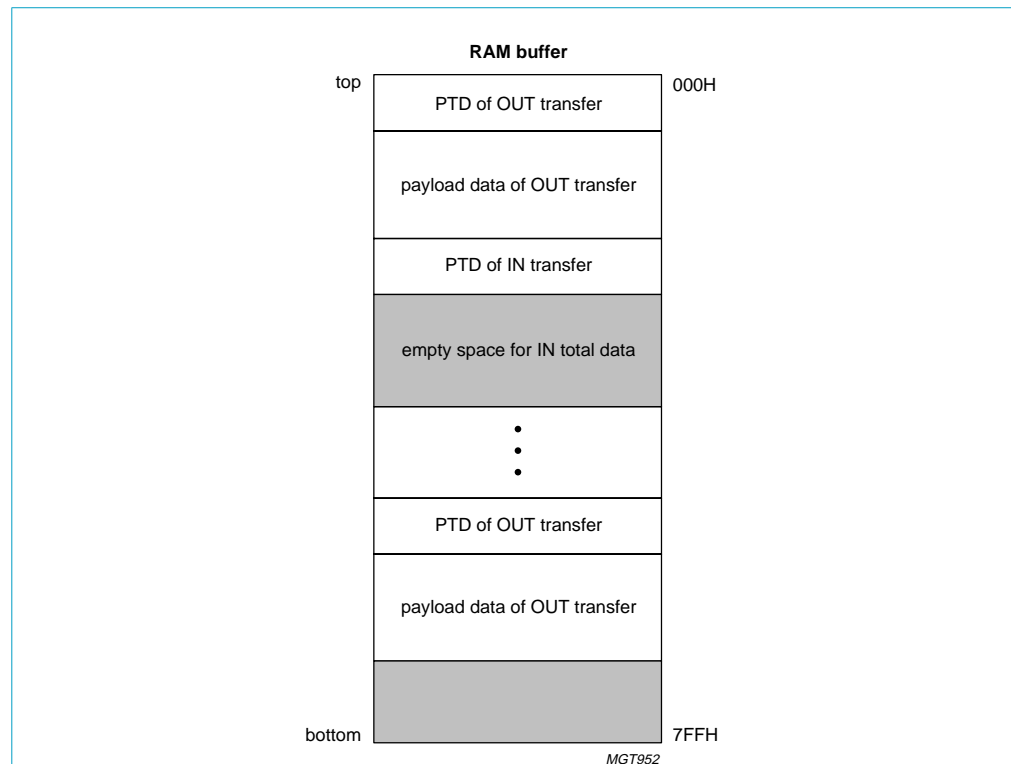 RAM buffer
top
000H
PTD of OUT transfer
payload data of OUT transfer
PTD of IN transfer
empty space for IN total data
PTD of OUT transfer
payload data of OUT transfer
bottom
7FFH
MGT952